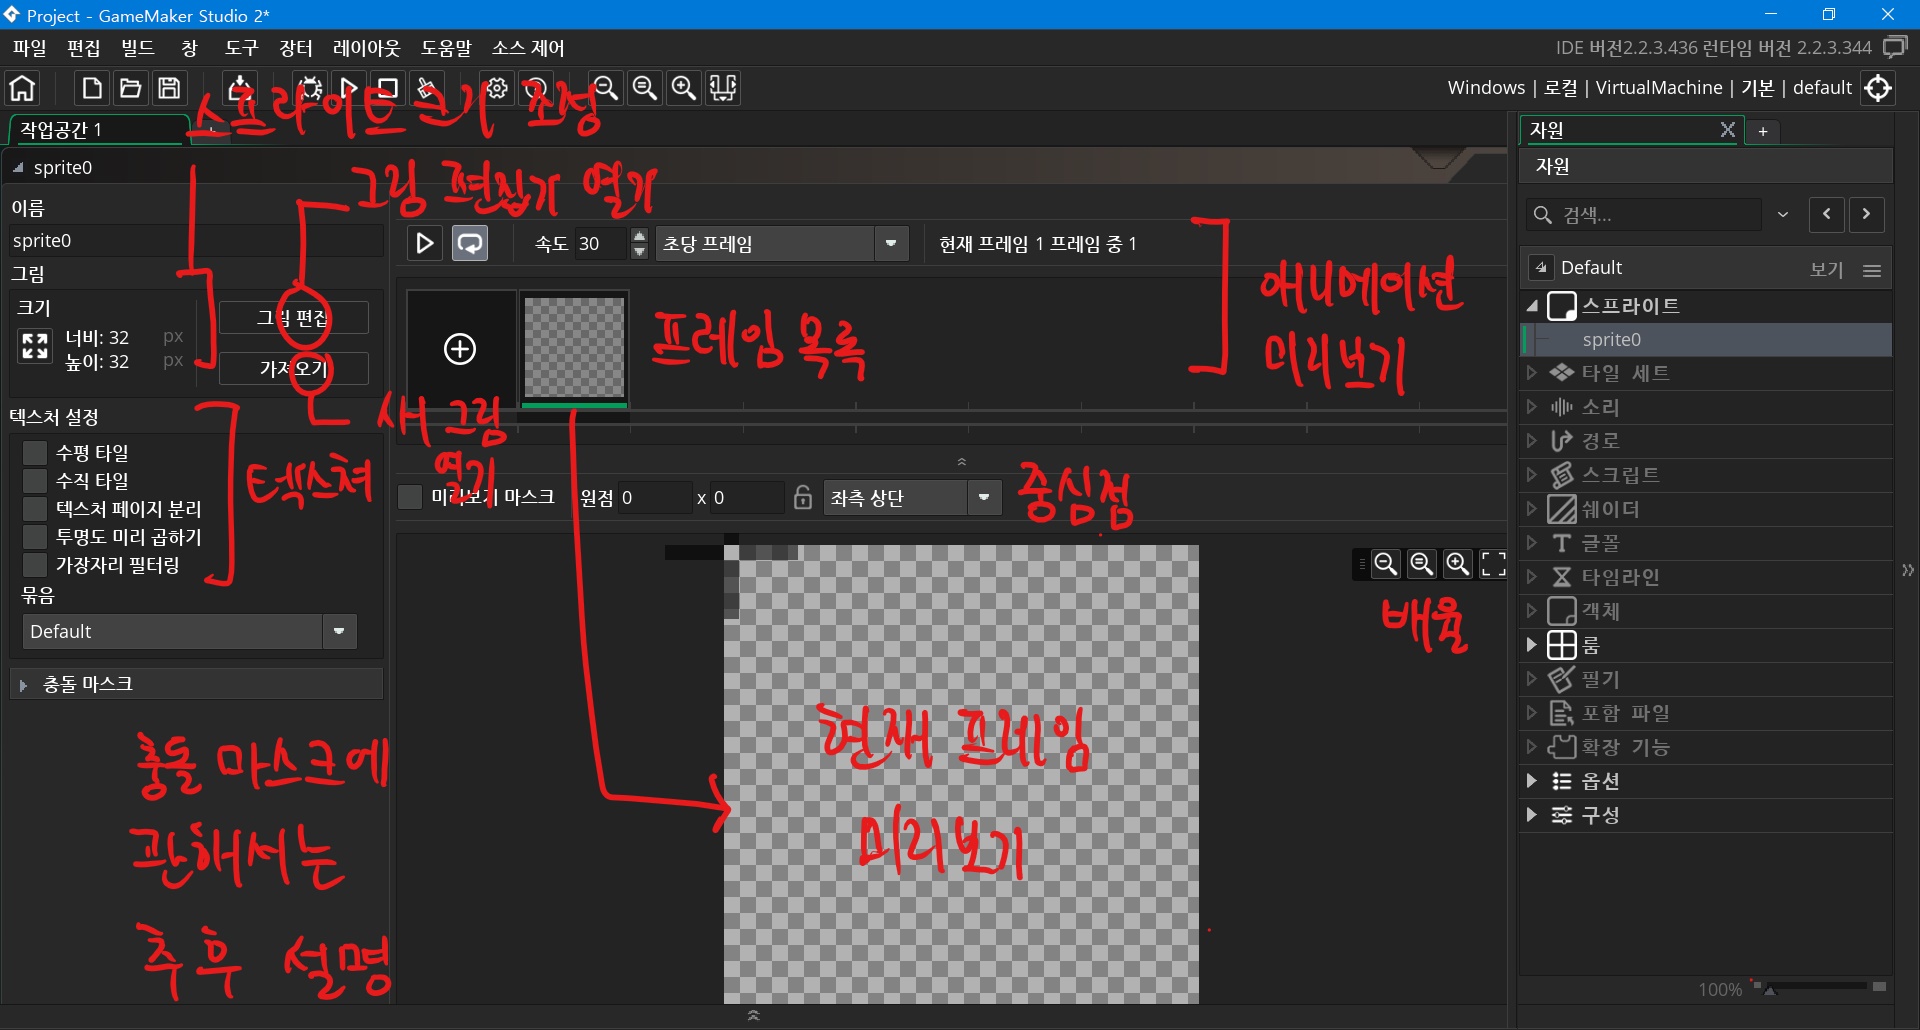 Project - GameMaker Studio 2*
파일 편집 빌드 창 도구 장터 레이아웃 도움말 소스 제어
IDE 버전2.2.3.436 런타임 버전 2.2.3.344
Windows | 로컬 | VirtualMachine | 기본 | default
작업공간 1
스프라이트 크기 조정
sprite0
그림 편집기 열기
이름
sprite0
그림
크기
너비: 32 px
높이: 32 px
그림 편집
가져오기
새 그림
열기
텍스처 설정
수평 타일
수직 타일
텍스처 페이지 분리
투명도 미리 곱하기
가장자리 필터링
텍스쳐
묶음
Default
충돌 마스크
충돌 마스크에
관해서는
추후 설명
속도 30 초당 프레임 현재 프레임 1 프레임 중 1
프레임 목록
애니메이션
미리보기
미리보기 마스크 원점 0 x 0 좌측 상단
중심점
배율
현재 프레임
미리보기
자원
+
자원
검색...
Default 보기
스프라이트
sprite0
타일 세트
소리
경로
스크립트
쉐이더
글꼴
타임라인
객체
룸
필기
포함 파일
확장 기능
옵션
구성
100%